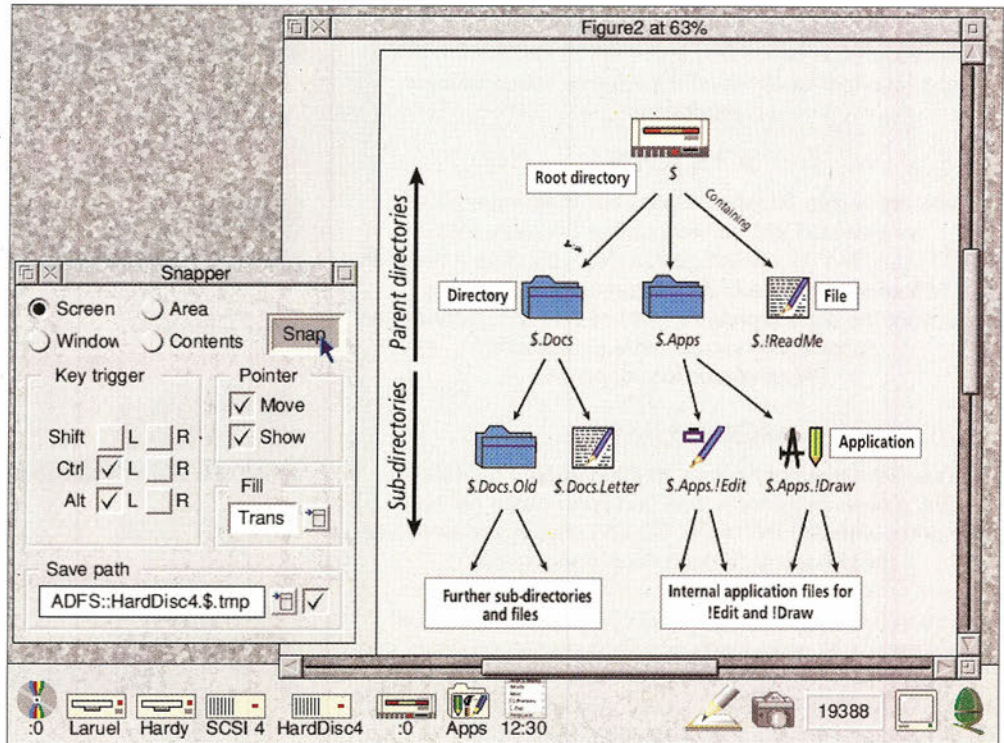 Figure2 at 63%
$
Root directory
Containing
Parent directories
Directory
File
$.Docs
$.Apps
$.!ReadMe
Sub-directories
Application
$.Docs.Old
$.Docs.Letter
$.Apps.!Edit
$.Apps.!Draw
Further sub-directories
and files
Internal application files for
!Edit and !Draw
Snapper
Screen
Area
Window
Contents
Snap
Key trigger
Pointer
Move
Show
Shift L R
Ctrl L R
Alt L R
Fill
Trans
Save path
ADFS::HardDisc4.$.tmp
:0
Laruel
Hardy
SCSI 4
HardDisc4
:0
Apps
12:30
19388